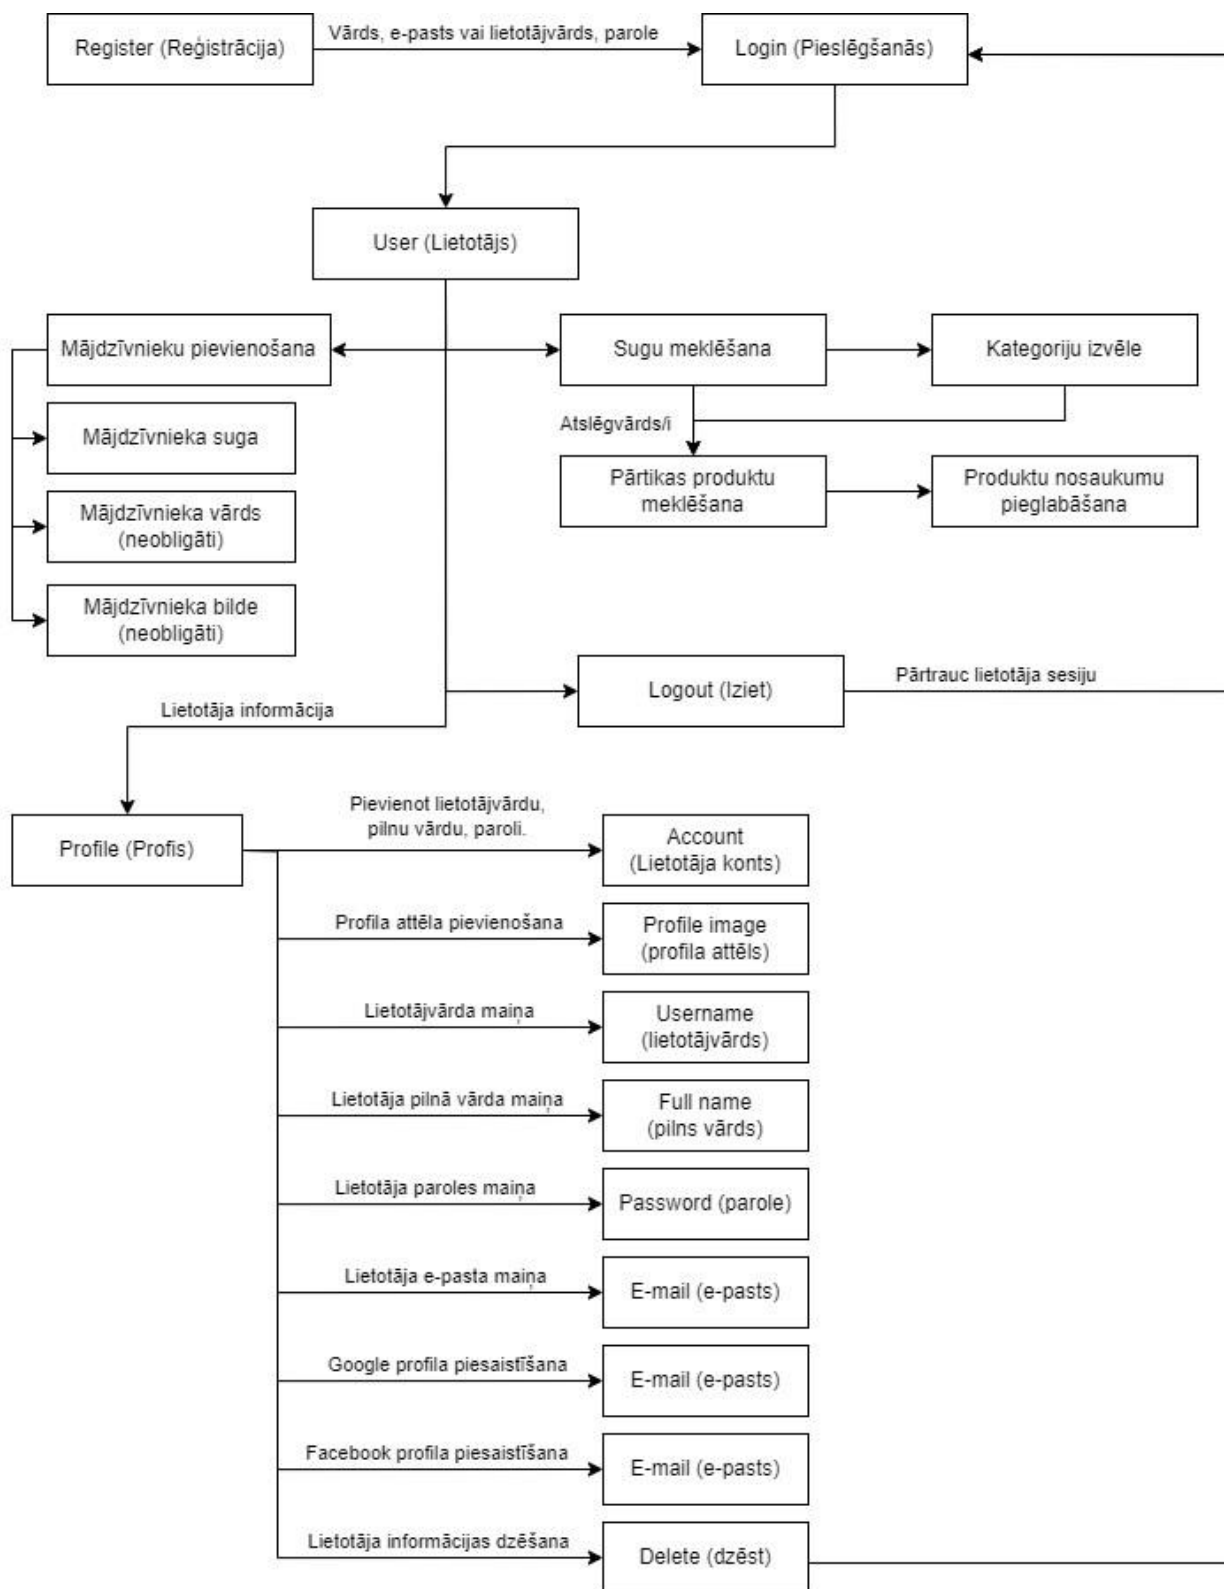 Register (Reģistrācija)
Vārds, e-pasts vai lietotājvārds, parole
Login (Pieslēgšanās)
User (Lietotājs)
Mājdzīvnieku pievienošana
Sugu meklēšana
Kategoriju izvēle
Mājdzīvnieka suga
Atslēgvārds/i
Pārtikas produktu
meklēšana
Produktu nosaukumu
pieglabāšana
Mājdzīvnieka vārds
(neobligāti)
Mājdzīvnieka bilde
(neobligāti)
Logout (Iziet)
Pārtrauc lietotāja sesiju
Lietotāja informācija
Profile (Profis)
Pievienot lietotājvārdu,
pilnu vārdu, paroli.
Account
(Lietotāja konts)
Profila attēla pievienošana
Profile image
(profila attēls)
Lietotājvārda maiņa
Username
(lietotājvārds)
Lietotāja pilnā vārda maiņa
Full name
(pilns vārds)
Lietotāja paroles maiņa
Password (parole)
Lietotāja e-pasta maiņa
E-mail (e-pasts)
Google profila piesaistīšana
E-mail (e-pasts)
Facebook profila piesaistīšana
E-mail (e-pasts)
Lietotāja informācijas dzēšana
Delete (dzēst)